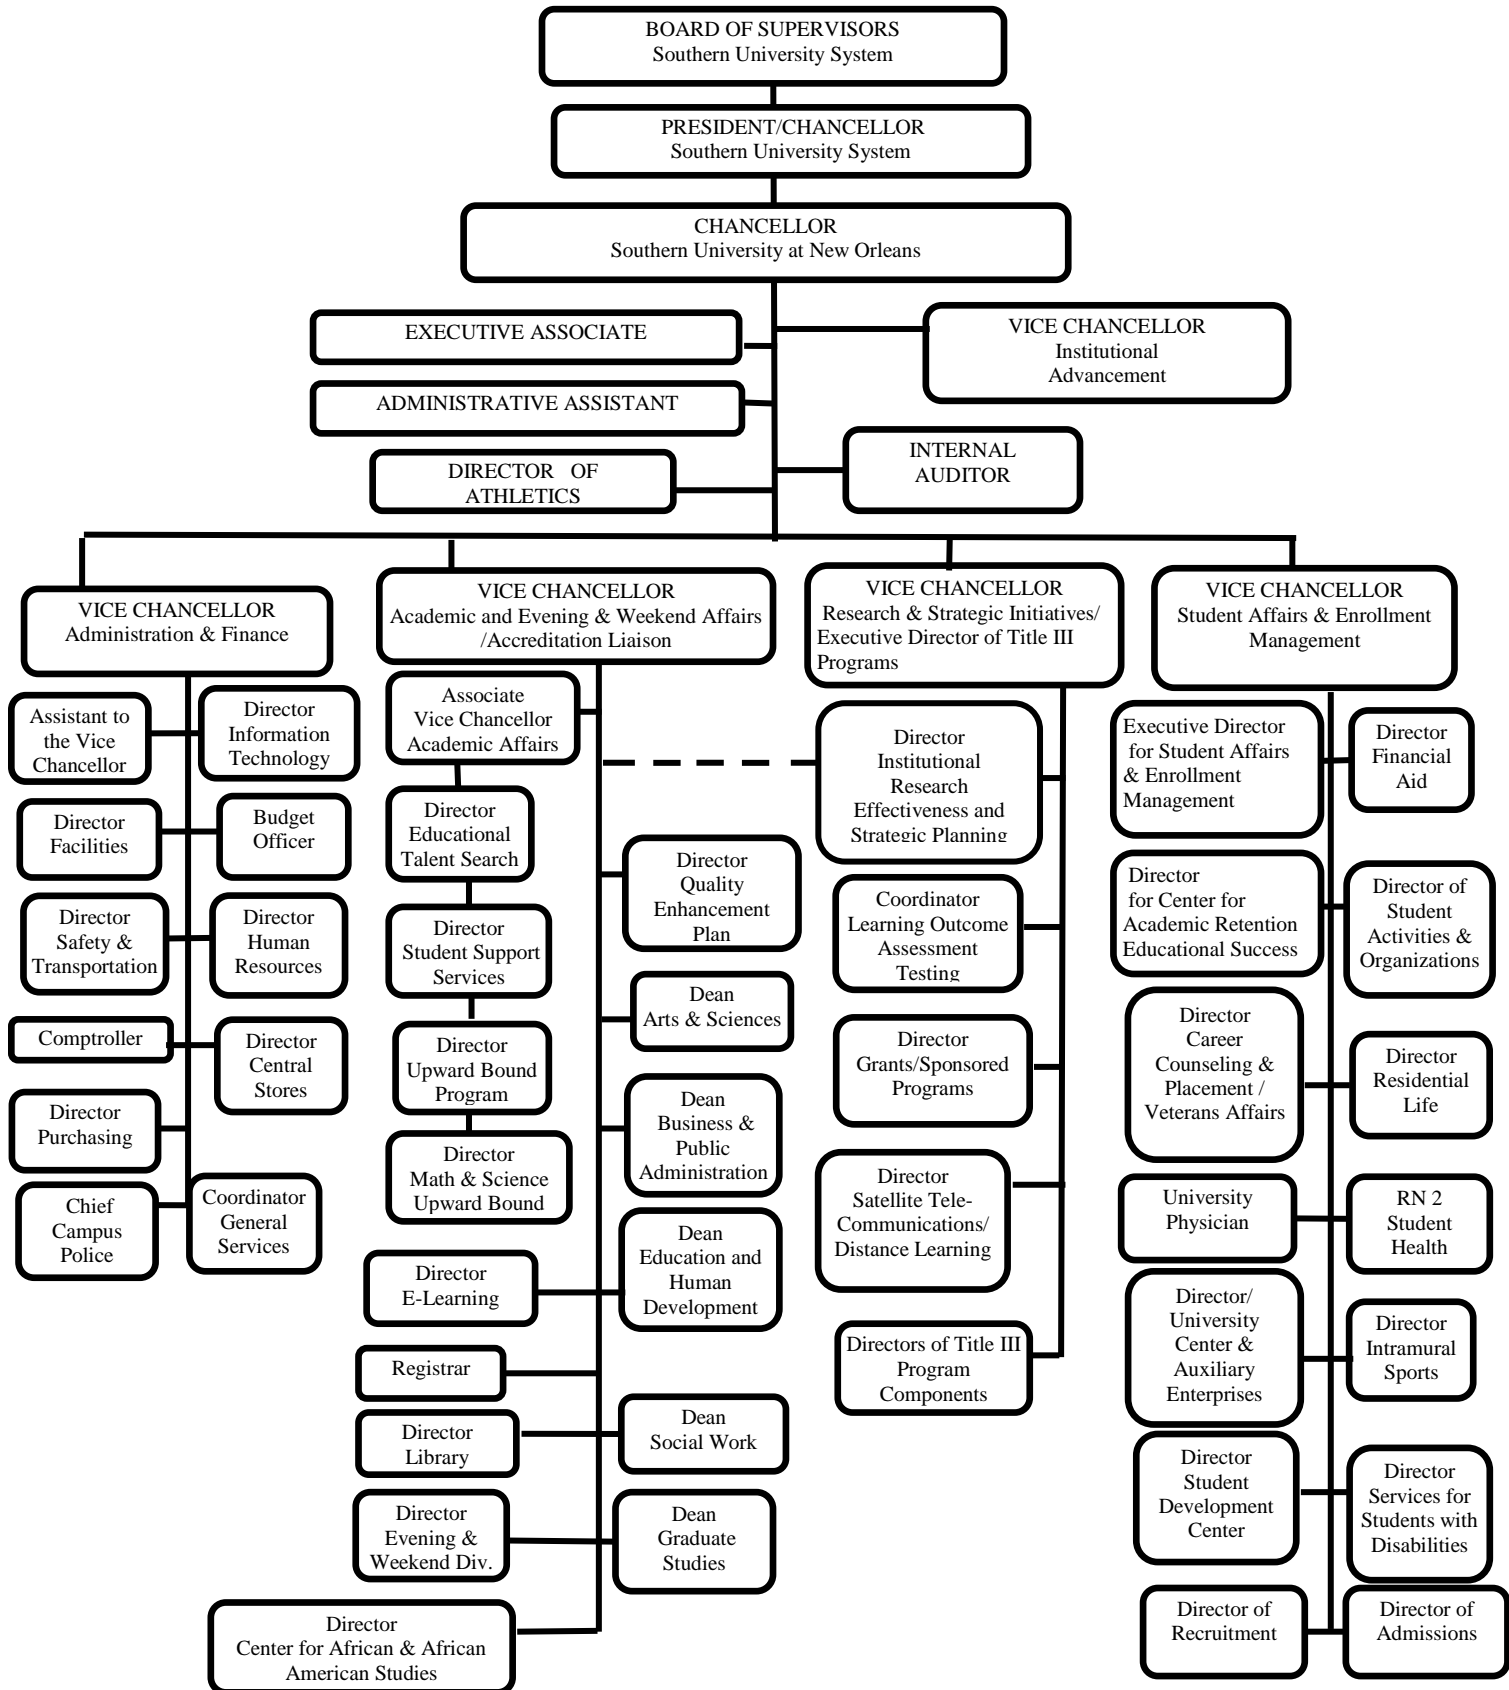 BOARD OF SUPERVISORS
Southern University System
PRESIDENT/CHANCELLOR
Southern University System
CHANCELLOR
Southern University at New Orleans
EXECUTIVE ASSOCIATE
VICE CHANCELLOR
Institutional
Advancement
ADMINISTRATIVE ASSISTANT
DIRECTOR OF
ATHLETICS
INTERNAL
AUDITOR
VICE CHANCELLOR
Administration & Finance
Assistant to
the Vice
Chancellor
Director
Information
Technology
Director
Facilities
Budget
Officer
Director
Safety &
Transportation
Director
Human
Resources
Comptroller
Director
Central
Stores
Director
Purchasing
Chief
Campus
Police
Coordinator
General
Services
VICE CHANCELLOR
Academic and Evening & Weekend Affairs
/Accreditation Liaison
Associate
Vice Chancellor
Academic Affairs
Director
Educational
Talent Search
Director
Student Support
Services
Director
Upward Bound
Program
Director
Math & Science
Upward Bound
Director
Quality
Enhancement
Plan
Dean
Arts & Sciences
Dean
Business &
Public
Administration
Director
E-Learning
Dean
Education and
Human
Development
Registrar
Director
Library
Dean
Social Work
Director
Evening &
Weekend Div.
Dean
Graduate
Studies
Director
Center for African & African
American Studies
VICE CHANCELLOR
Research & Strategic Initiatives/
Executive Director of Title III
Programs
Director
Institutional
Research
Effectiveness and
Strategic Planning
Coordinator
Learning Outcome
Assessment
Testing
Director
Grants/Sponsored
Programs
Director
Satellite Tele-
Communications/
Distance Learning
Directors of Title III
Program
Components
VICE CHANCELLOR
Student Affairs & Enrollment
Management
Executive Director
for Student Affairs
& Enrollment
Management
Director
Financial
Aid
Director
for Center for
Academic Retention
Educational Success
Director of
Student
Activities &
Organizations
Director
Career
Counseling &
Placement /
Veterans Affairs
Director
Residential
Life
University
Physician
RN 2
Student
Health
Director/
University
Center &
Auxiliary
Enterprises
Director
Intramural
Sports
Director
Student
Development
Center
Director
Services for
Students with
Disabilities
Director of
Recruitment
Director of
Admissions